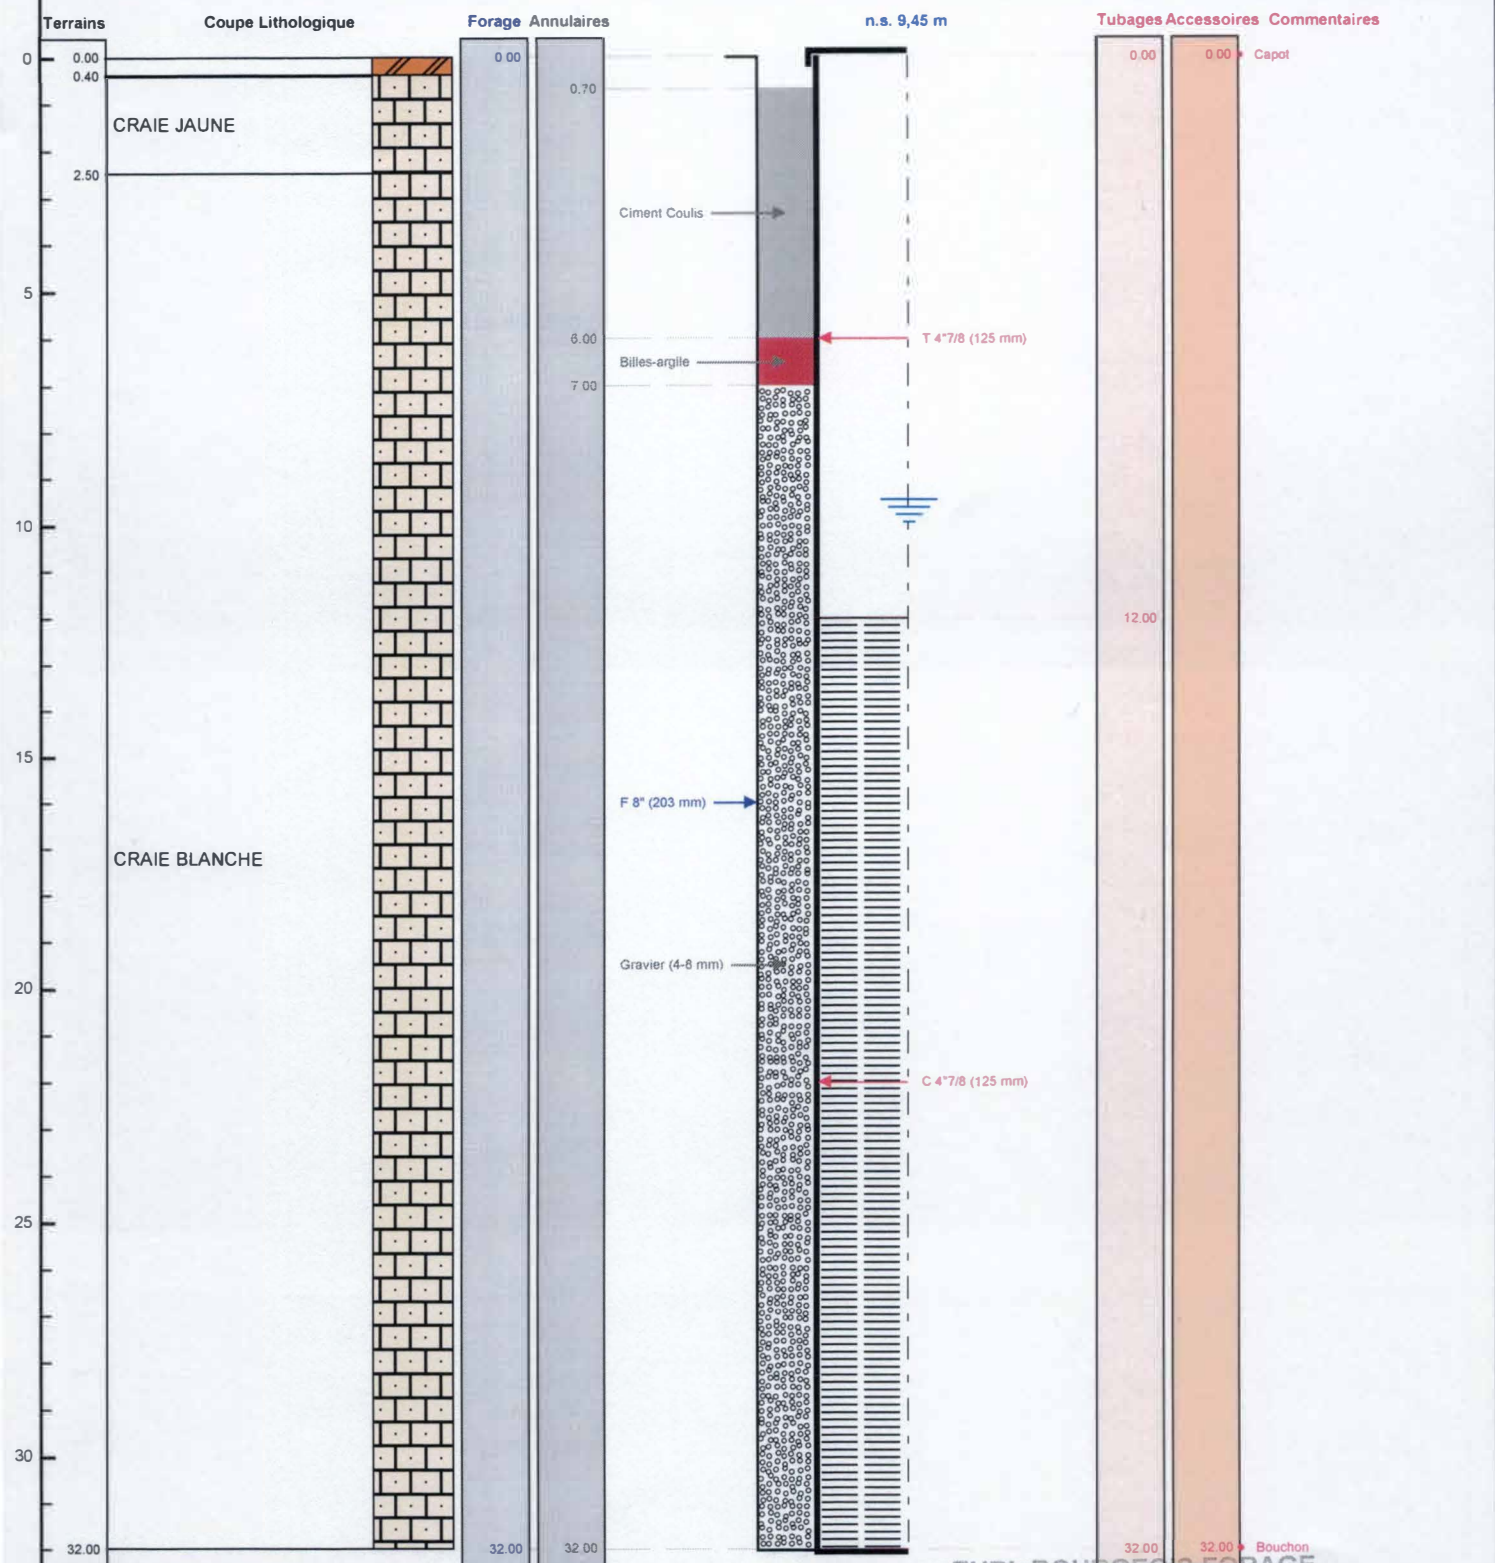 Terrains Coupe Lithologique Forage Annulaires n.s. 9,45 m Tubages Accessoires Commentaires
0 0.00 0 00 0.00 0.00 Capot
0.40
0.70
CRAIE JAUNE
2.50
Ciment Coulis
5
6.00 T 4"7/8 (125 mm)
Billes-argile
7 00
10
12.00
15
F 8" (203 mm)
CRAIE BLANCHE
Gravier (4-8 mm)
20
C 4"7/8 (125 mm)
25
30
32.00 32.00 32.00 32.00 32.00 Bouchon